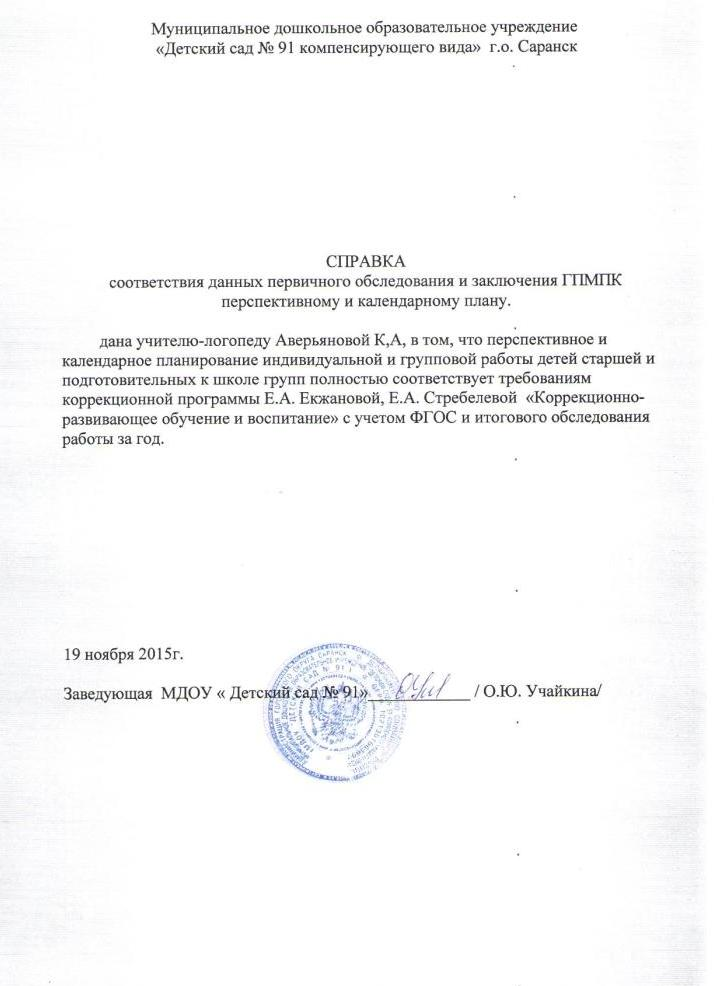 Муниципальное дошкольное образовательное учреждение
«Детский сад № 91 компенсирующего вида» г.о. Саранск
СПРАВКА
соответствия данных первичного обследования и заключения ГПМПК
перспективному и календарному плану.
дана учителю-логопеду Аверьяновой К,А, в том, что перспективное и
календарное планирование индивидуальной и групповой работы детей старшей и
подготовительных к школе групп полностью соответствует требованиям
коррекционной программы Е.А. Екжановой, Е.А. Стребелевой «Коррекционно-
развивающее обучение и воспитание» с учетом ФГОС и итогового обследования
работы за год.
19 ноября 2015г.
Заведующая МДОУ « Детский сад № 91»____________ / О.Ю. Учайкина/